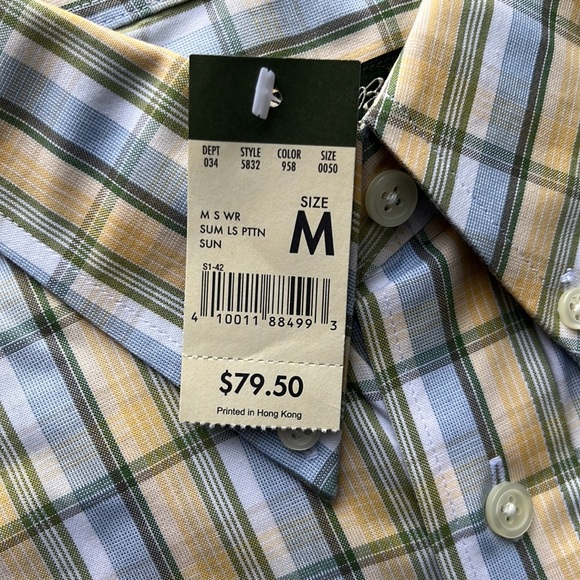 DEPT STYLE COLOR SIZE
034 5832 958 0050
M S WR
SUM LS PTTN
SUN
SIZE
M
S1-42
4 10011 88499 3
$79.50
Printed in Hong Kong